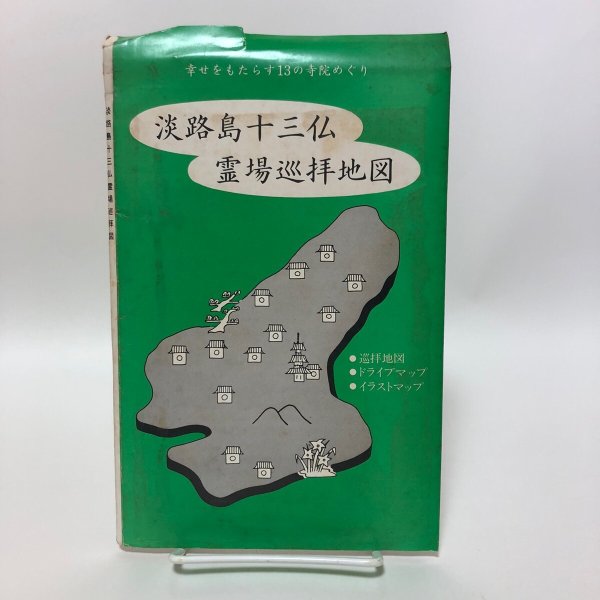 幸せをもたらす13の寺院めぐり
淡路島十三仏
霊場巡拝地図
●巡拝地図
●ドライブマップ
●イラストマップ
淡路島十三仏霊場巡拝図